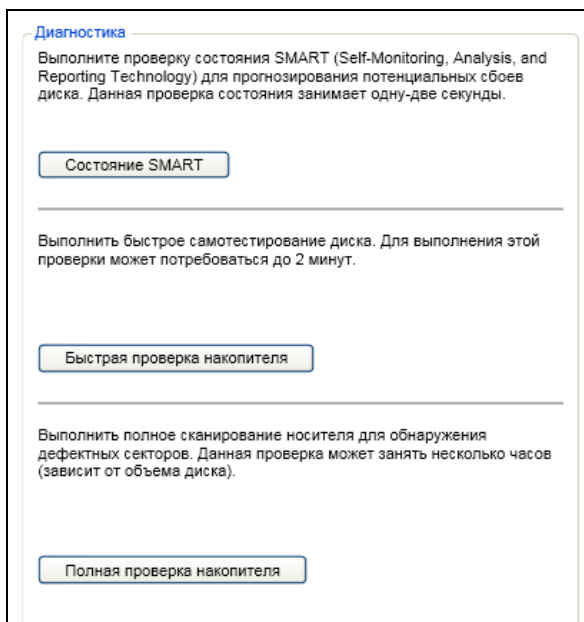 Диагностика
Выполните проверку состояния SMART (Self-Monitoring, Analysis, and
Reporting Technology) для прогнозирования потенциальных сбоев
диска. Данная проверка состояния занимает одну-две секунды.
Состояние SMART
Выполнить быстрое самотестирование диска. Для выполнения этой
проверки может потребоваться до 2 минут.
Быстрая проверка накопителя
Выполнить полное сканирование носителя для обнаружения
дефектных секторов. Данная проверка может занять несколько часов
(зависит от объема диска).
Полная проверка накопителя